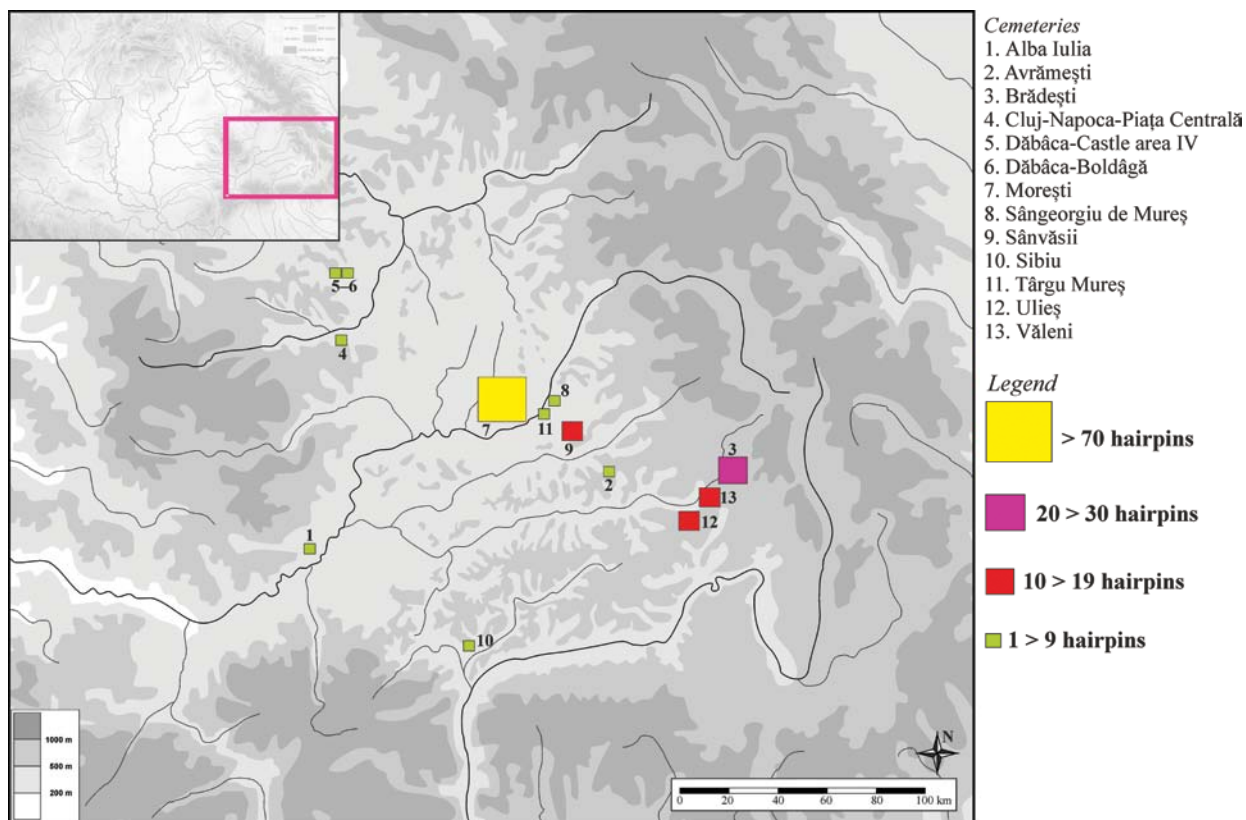 Cemeteries
1. Alba Iulia
2. Avrămești
3. Brădești
4. Cluj-Napoca-Piața Centrală
5. Dăbâca-Castle area IV
6. Dăbâca-Boldâgă
7. Morești
8. Sângeorgiu de Mureș
9. Sânvăsii
10. Sibiu
11. Târgu Mureș
12. Ulieș
13. Văleni
Legend
> 70 hairpins
20 > 30 hairpins
10 > 19 hairpins
1 > 9 hairpins
5–6
4
7
8
11
9
2
3
13
12
1
10
1000 m
500 m
200 m
N
0 20 40 60 80 100 km